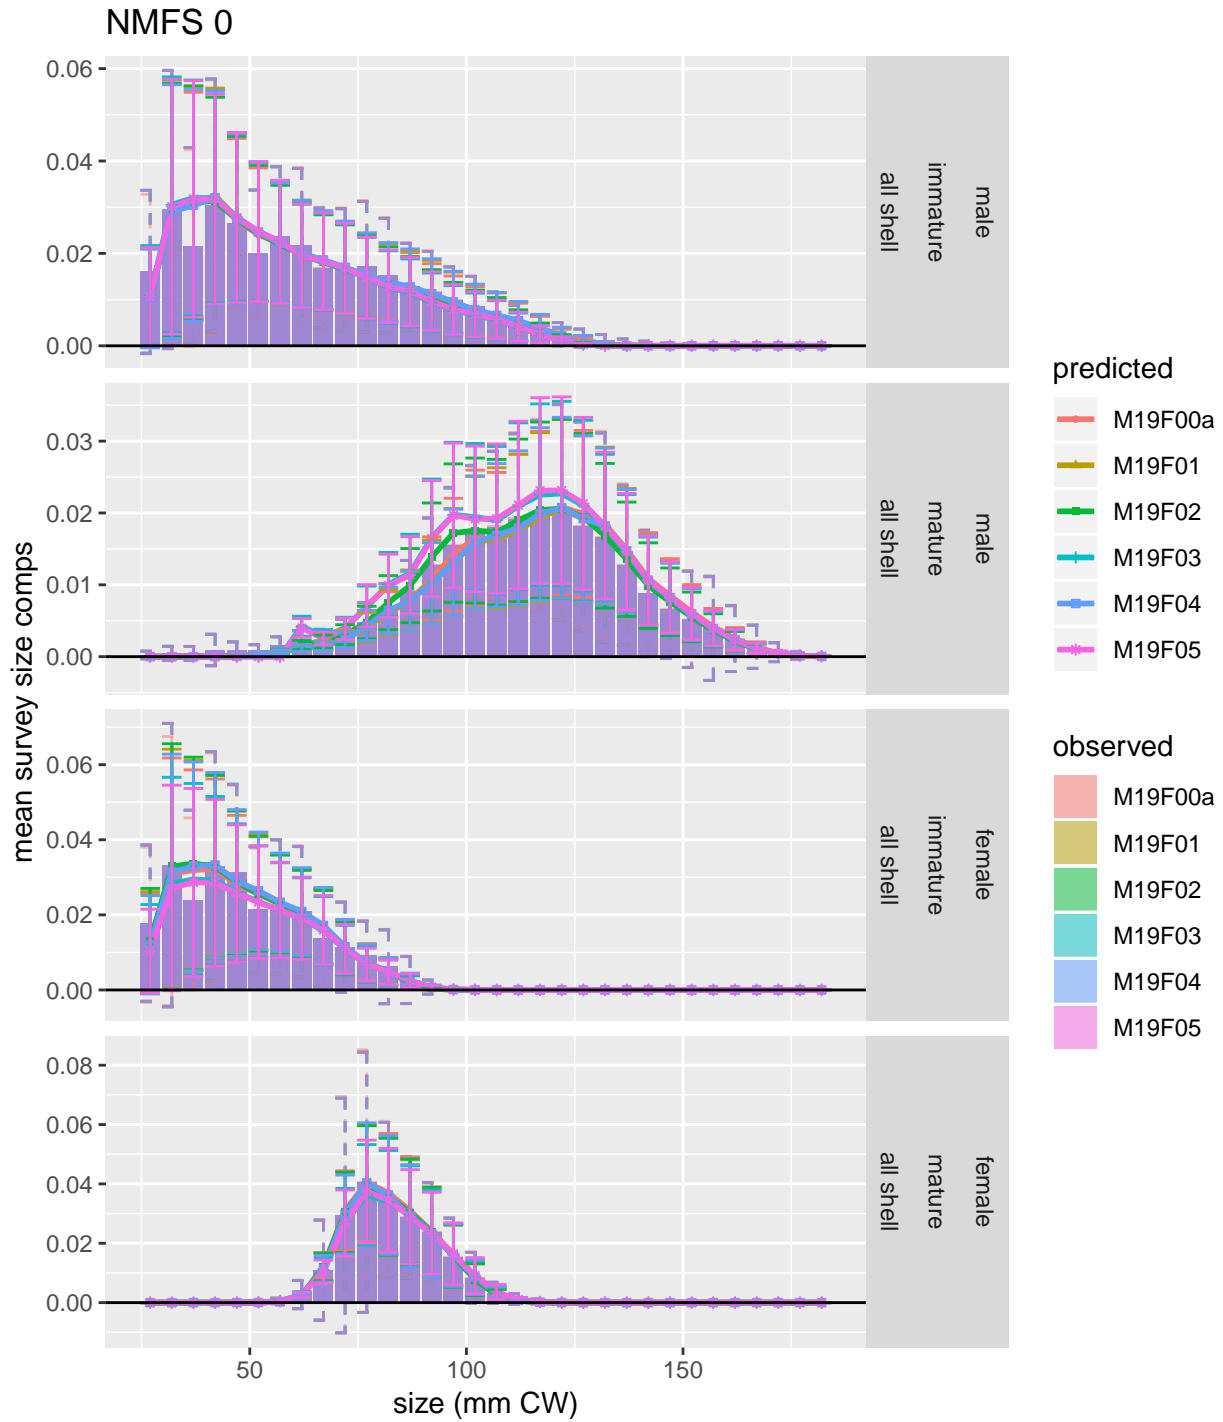 NMFS 0
mean survey size comps
0.06
0.04
0.02
0.00
all shell
immature
male
0.03
0.02
0.01
0.00
all shell
mature
male
0.06
0.04
0.02
0.00
all shell
immature
female
0.08
0.06
0.04
0.02
0.00
all shell
mature
female
50
100
150
size (mm CW)
predicted
M19F00a
M19F01
M19F02
M19F03
M19F04
M19F05
observed
M19F00a
M19F01
M19F02
M19F03
M19F04
M19F05